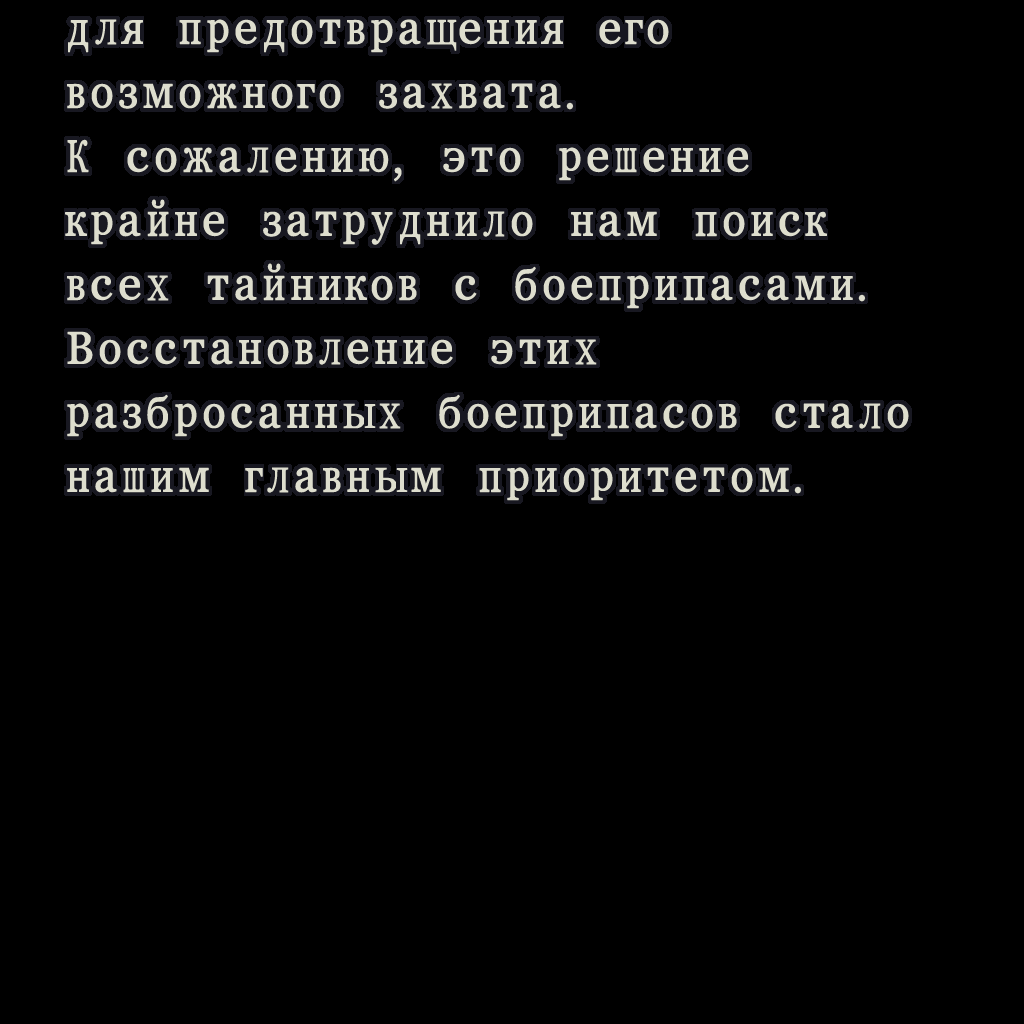 для предотвращения его
возможного захвата.
К сожалению, это решение
крайне затруднило нам поиск
всех тайников с боеприпасами.
Восстановление этих
разбросанных боеприпасов стало
нашим главным приоритетом.